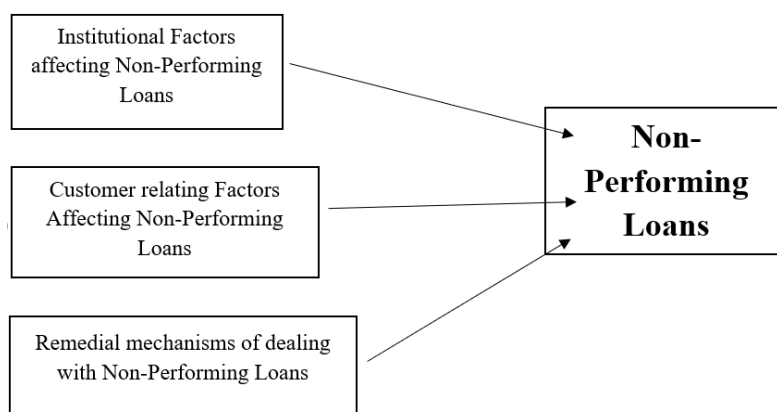 Institutional Factors
affecting Non-Performing
Loans
Customer relating Factors
Affecting Non-Performing
Loans
Remedial mechanisms of dealing
with Non-Performing Loans
Non-
Performing
Loans